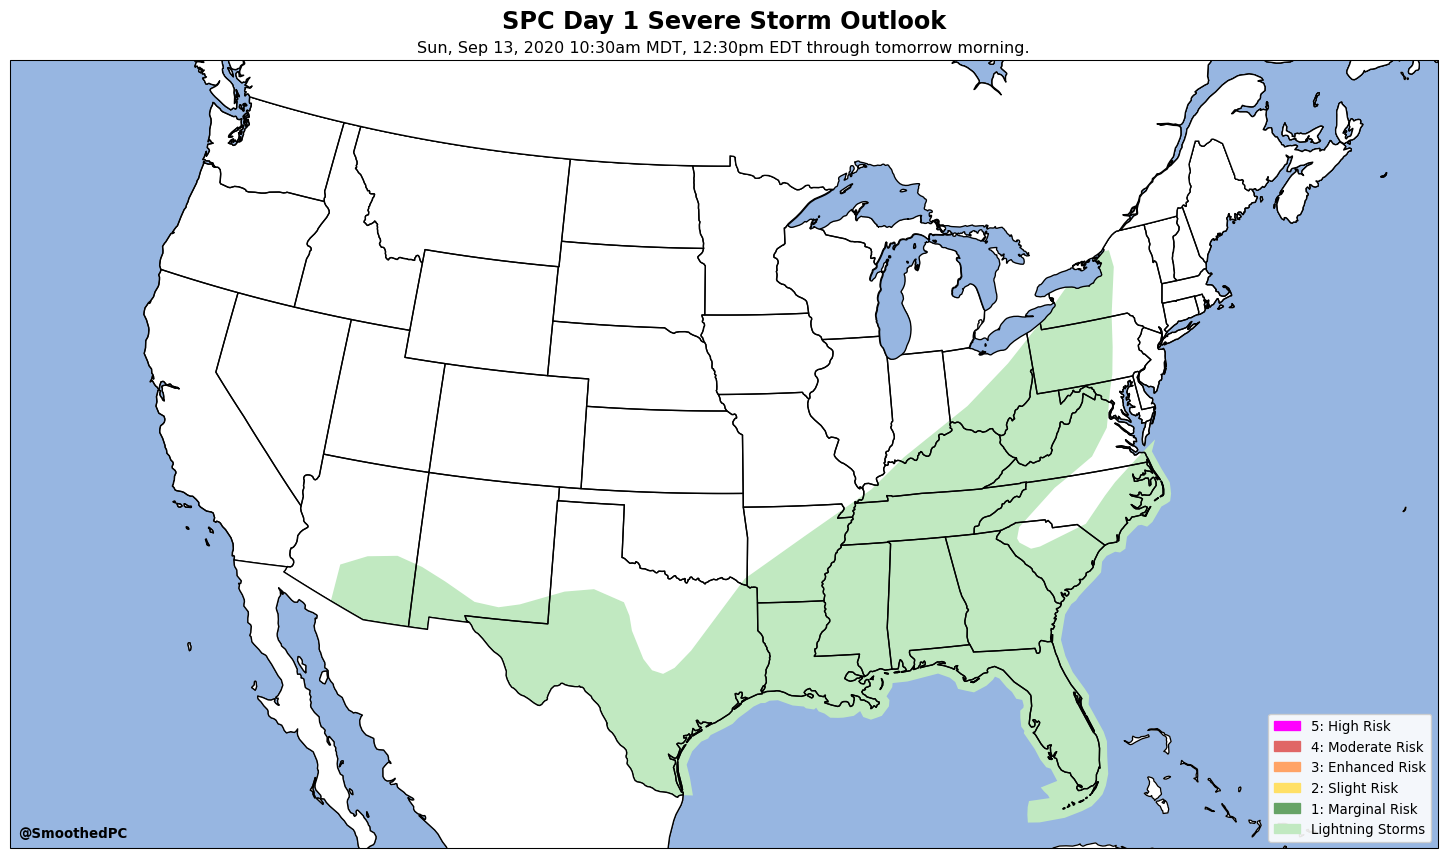 SPC Day 1 Severe Storm Outlook
Sun, Sep 13, 2020 10:30am MDT, 12:30pm EDT through tomorrow morning.
5: High Risk
4: Moderate Risk
3: Enhanced Risk
2: Slight Risk
1: Marginal Risk
Lightning Storms
@SmoothedPC